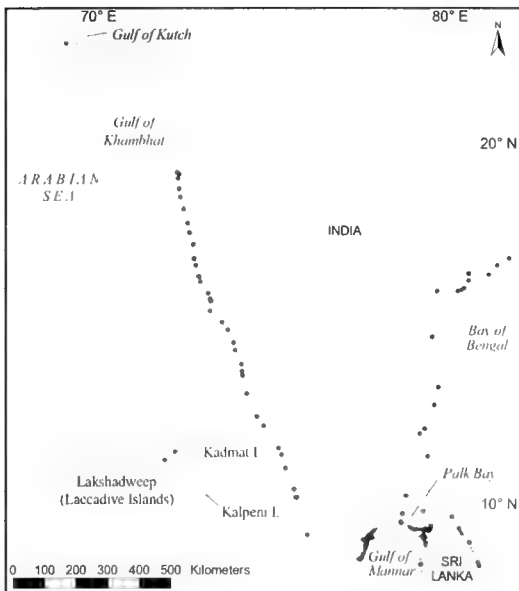 70° E
80° E
Gulf of Kutch
N
Gulf of
Khambhat
20° N
ARABIAN
SEA
INDIA
Bay of
Bengal
Kadmat I
Palk Bay
Lakshadweep
(Laccadive Islands)
Kalpeni I.
10° N
Gulf of
Mannar
SRI
LANKA
0 100 200 300 400 500 Kilometers